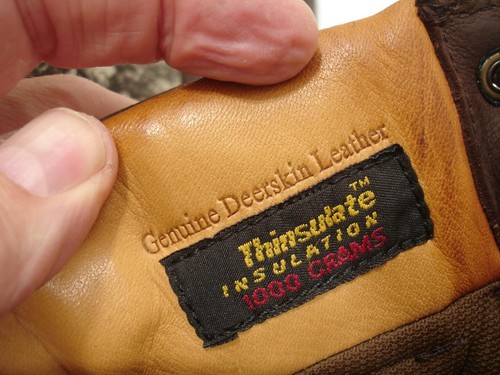 Genuine Deerskin Leather
Thinsulate™
INSULATION
1000 GRAMS